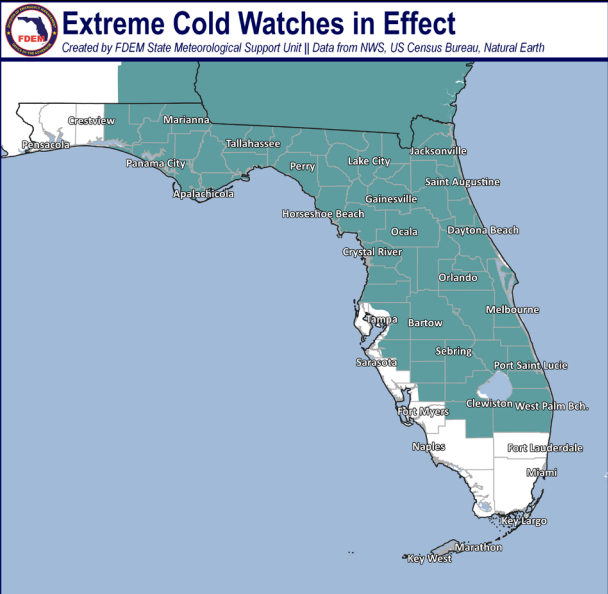 Extreme Cold Watches in Effect
Created by FDEM State Meteorological Support Unit || Data from NWS, US Census Bureau, Natural Earth
FDEM
Crestview
Marianna
Pensacola
Tallahassee
Jacksonville
Panama City
Perry
Lake City
Saint Augustine
Apalachicola
Gainesville
Horseshoe Beach
Ocala
Daytona Beach
Crystal River
Orlando
Melbourne
Tampa
Bartow
Sebring
Sarasota
Port Saint Lucie
Clewiston
West Palm Bch.
Fort Myers
Naples
Fort Lauderdale
Miami
Key Largo
Marathon
Key West